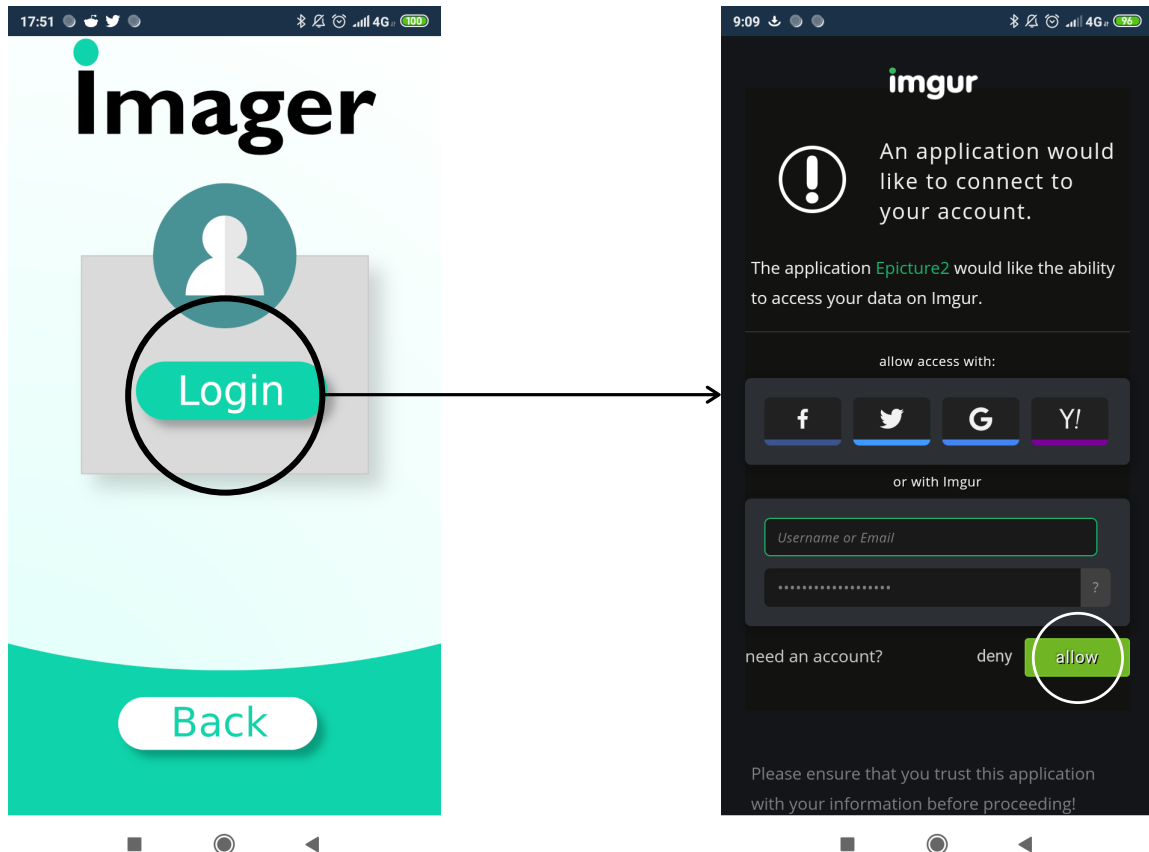 17:51
4G
100
Imager
Login
Back
9:09
4G
96
imgur
An application would
like to connect to
your account.
The application Epicture2 would like the ability
to access your data on Imgur.
allow access with:
f G Y!
or with Imgur
Username or Email
?
need an account? deny allow
Please ensure that you trust this application
with your information before proceeding!